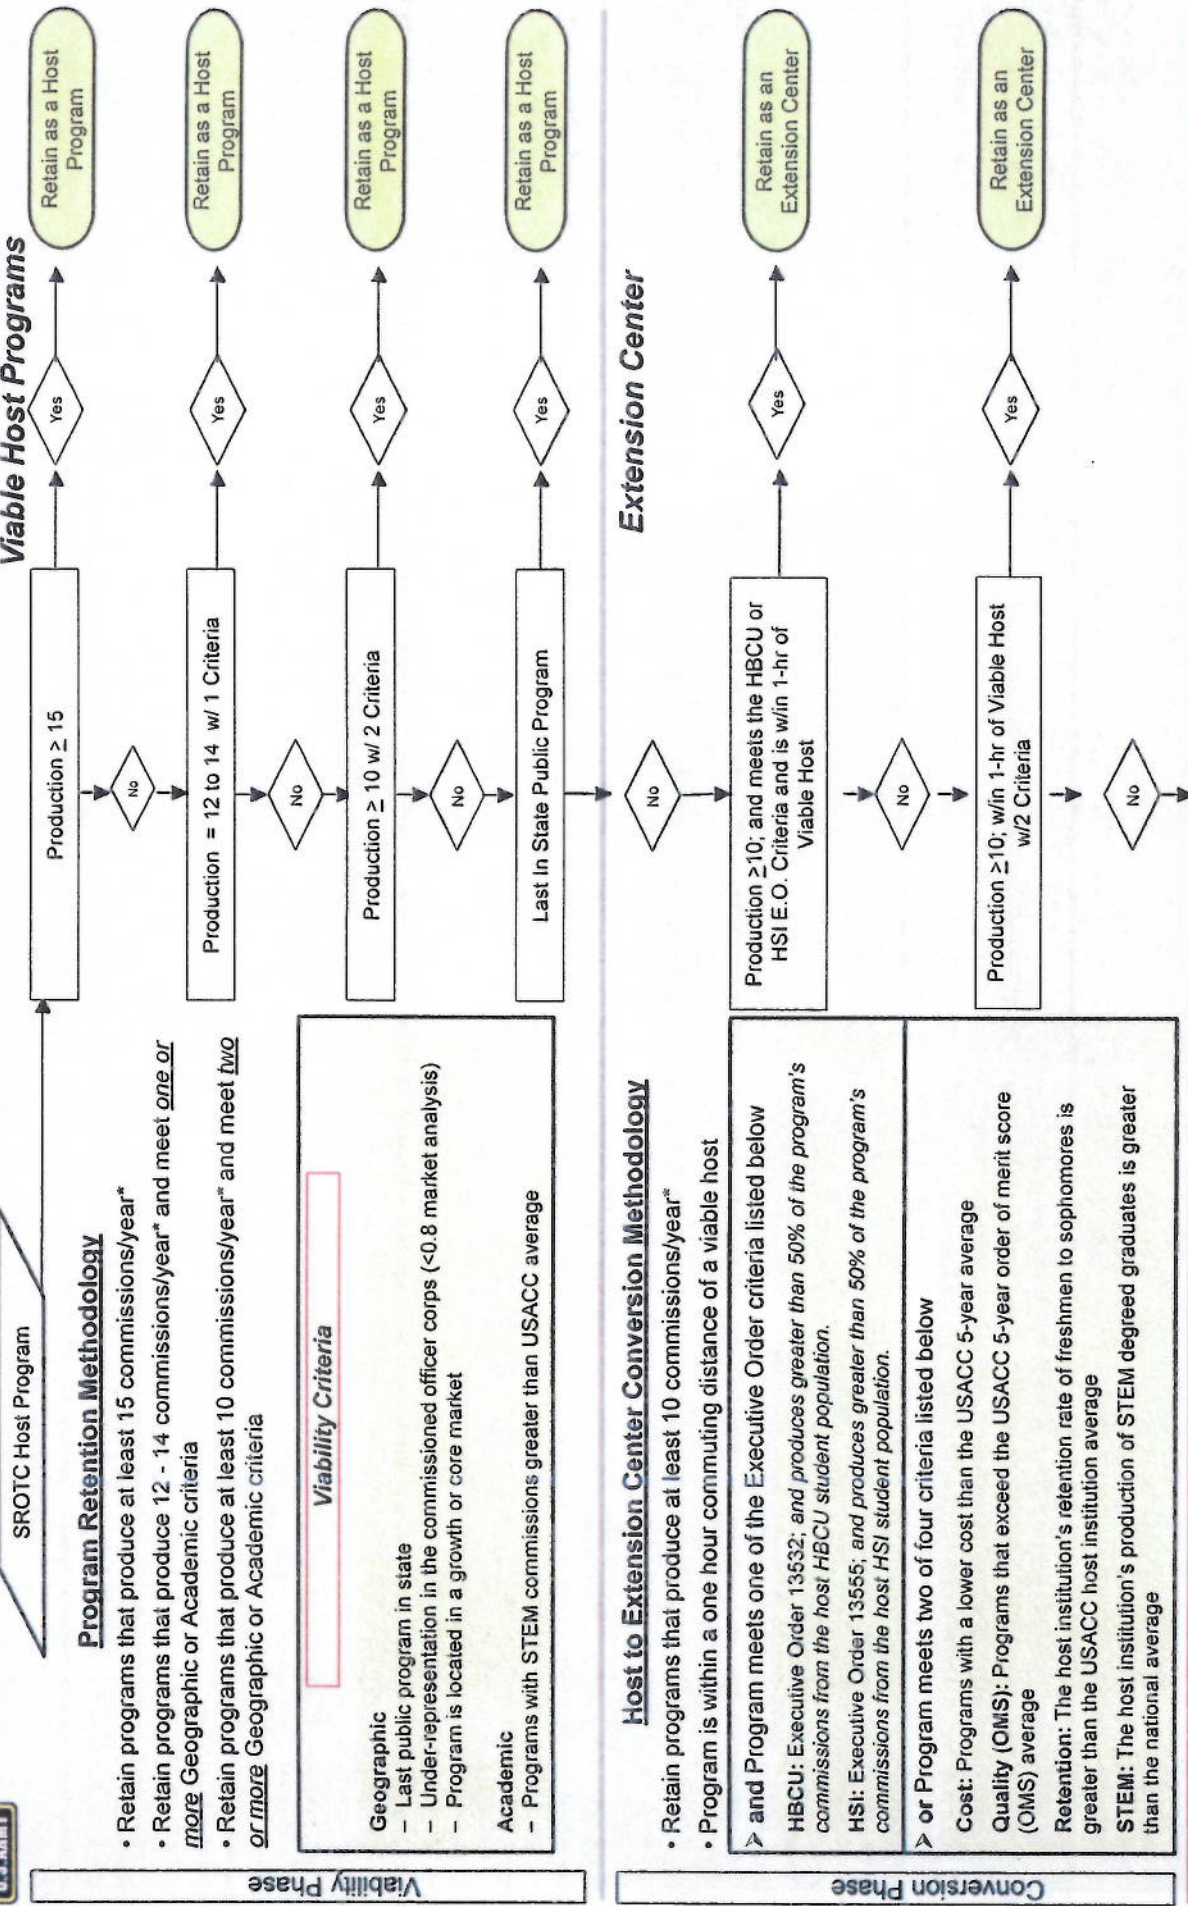 SROTC Host Program
Viable Host Programs
Program Retention Methodology
• Retain programs that produce at least 15 commissions/year*
• Retain programs that produce 12 - 14 commissions/year* and meet one or
more Geographic or Academic criteria
• Retain programs that produce at least 10 commissions/year* and meet two
or more Geographic or Academic criteria
Viability Criteria
Geographic
– Last public program in state
– Under-representation in the commissioned officer corps (<0.8 market analysis)
– Program is located in a growth or core market
Academic
– Programs with STEM commissions greater than USACC average
Viability Phase
Production ≥ 15
Yes
Retain as a Host
Program
No
Production = 12 to 14 w/ 1 Criteria
Yes
Retain as a Host
Program
No
Production ≥ 10 w/ 2 Criteria
Yes
Retain as a Host
Program
No
Last In State Public Program
Yes
Retain as a Host
Program
Extension Center
Host to Extension Center Conversion Methodology
• Retain programs that produce at least 10 commissions/year*
• Program is within a one hour commuting distance of a viable host
➢ and Program meets one of the Executive Order criteria listed below
HBCU: Executive Order 13532; and produces greater than 50% of the program's
commissions from the host HBCU student population.
HSI: Executive Order 13555; and produces greater than 50% of the program's
commissions from the host HSI student population.
➢ or Program meets two of four criteria listed below
Cost: Programs with a lower cost than the USACC 5-year average
Quality (OMS): Programs that exceed the USACC 5-year order of merit score
(OMS) average
Retention: The host institution's retention rate of freshmen to sophomores is
greater than the USACC host institution average
STEM: The host institution's production of STEM degreed graduates is greater
than the national average
Conversion Phase
No
Production ≥10; and meets the HBCU or
HSI E.O. Criteria and is w/in 1-hr of
Viable Host
Yes
Retain as an
Extension Center
No
Production ≥10; w/in 1-hr of Viable Host
w/2 Criteria
Yes
Retain as an
Extension Center
No